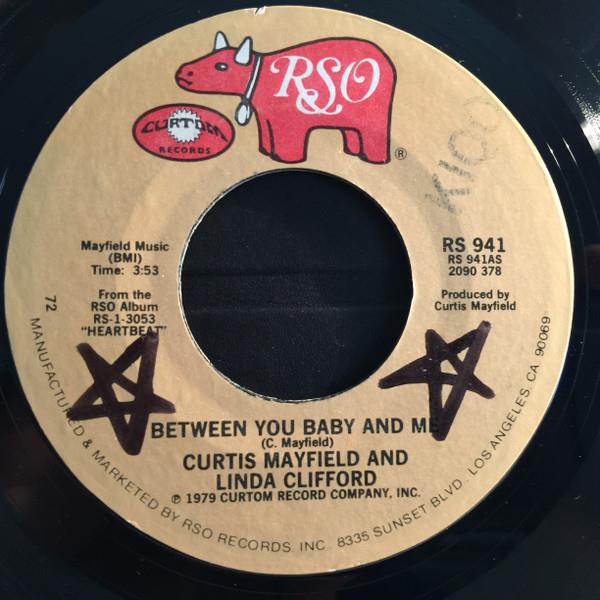 RSO
®
CURTOM
RECORDS
Mayfield Music
(BMI)
Time: 3:53
From the
RSO Album
RS-1-3053
"HEARTBEAT"
RS 941
RS 941AS
2090 378
Produced by
Curtis Mayfield
72
BETWEEN YOU BABY AND ME
(C. Mayfield)
CURTIS MAYFIELD AND
LINDA CLIFFORD
℗ 1979 CURTOM RECORD COMPANY, INC.
MANUFACTURED & MARKETED BY RSO RECORDS, INC. 8335 SUNSET BLVD. LOS ANGELES, CA 90069